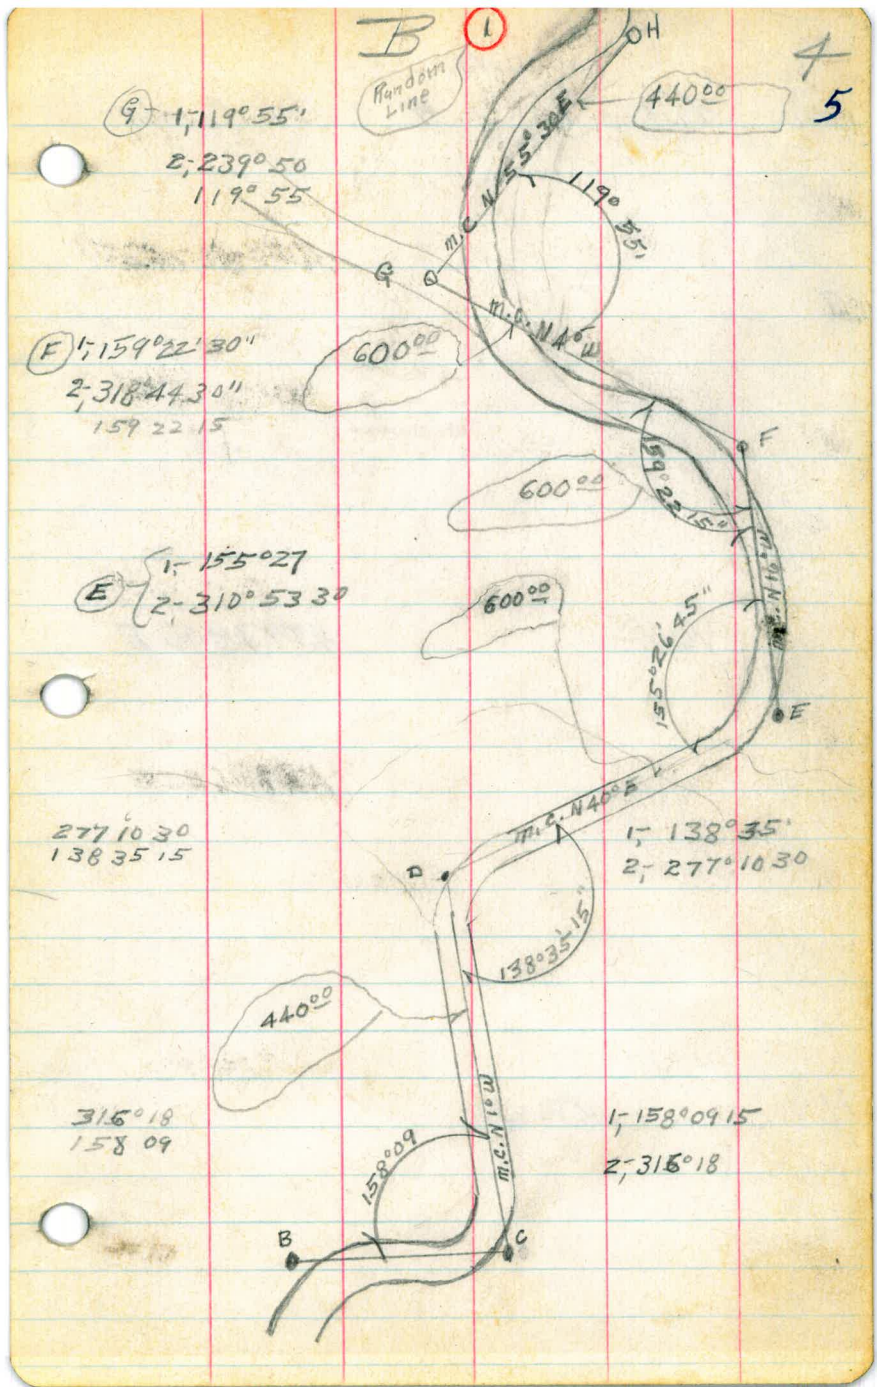 B 1
4
5
Random
Line
H
440 00
G 1, 119° 55'
2, 239° 50
119° 55
m.c. N 55° 30 E
119° 55'
G
m.c. N 40° W
600 00
F 1, 159° 22' 30"
2, 318° 44 30"
159 22 15
F
159° 22' 15"
600 00
E 1, 155° 27
2, 310° 53 30
600 00
155° 26' 45"
E
m.c. N 40° E
277 10 30
138 35 15
1, 138° 35'
2, 277° 10 30
D
138° 35' 15"
440 00
m.c. N 1° W
316° 18
158 09
1, 158° 09 15
2, 316° 18
158° 09
B
C